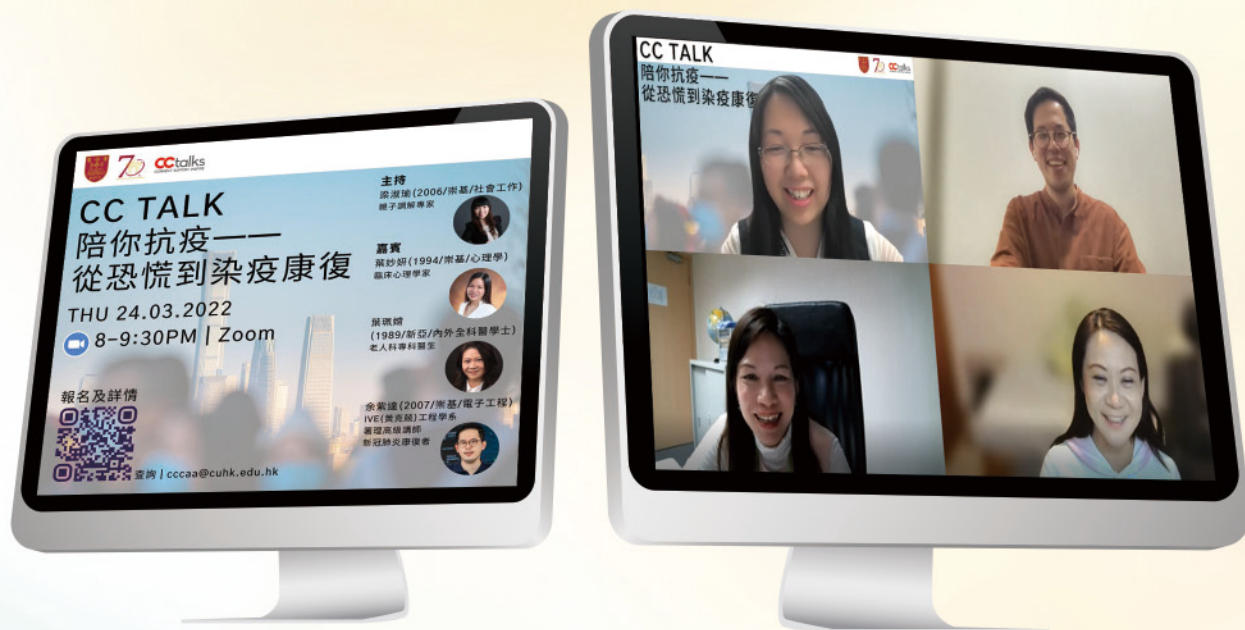 70
CCtalks
CC TALK
陪你抗疫——
從恐慌到染疫康復
THU 24.03.2022
8–9:30PM | Zoom
報名及詳情
查詢 | cccaa@cuhk.edu.hk
主持
梁淑瑜(2006/崇基/社會工作)
親子調解專家
嘉賓
葉妙妍(1994/崇基/心理學)
臨床心理學家
葉珮嬑
(1989/新亞/內外全科醫學士)
老人科專科醫生
余紫達(2007/崇基/電子工程)
IVE(黃克競)工程學系
署理高級講師
新冠肺炎康復者
CC TALK
陪你抗疫——
從恐慌到染疫康復
70
CCtalks